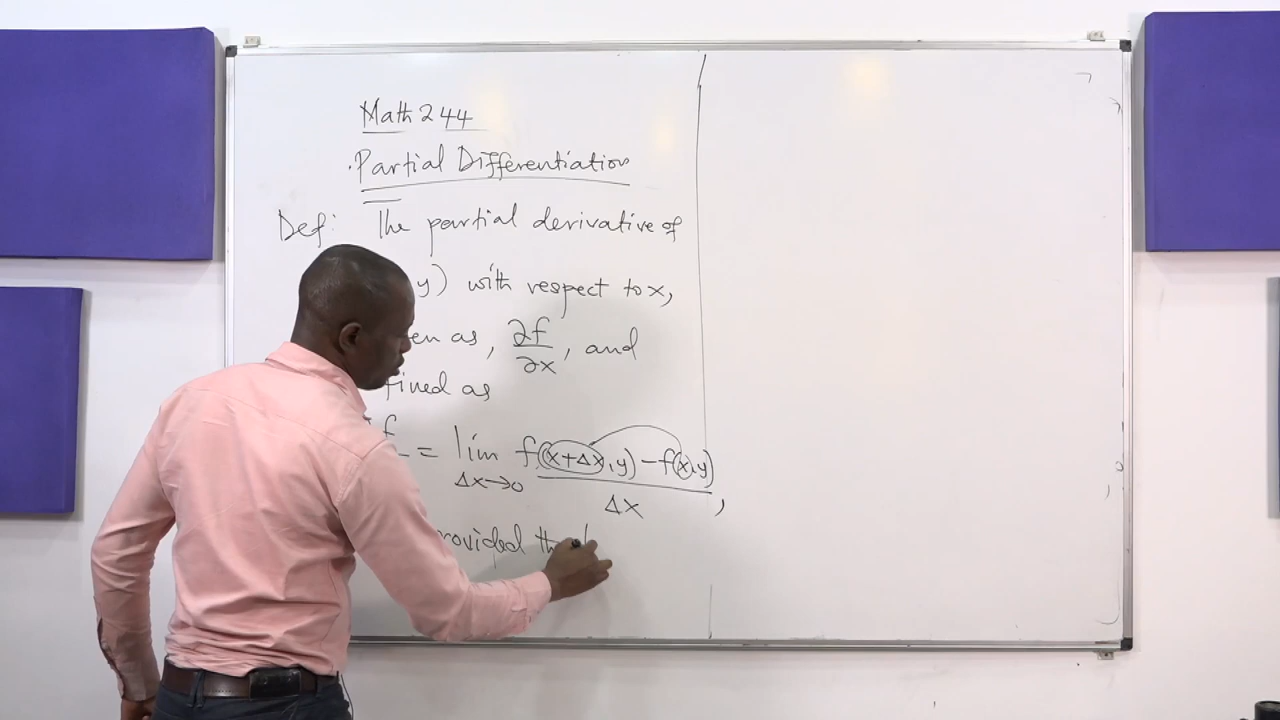 Math 244
Partial Differentiation
Def: The partial derivative of
y) with respect to x,
en as, ∂f/∂x, and
fined as
= lim Δx→0 f(x+Δx,y) - f(x,y) / Δx ,
rovided the